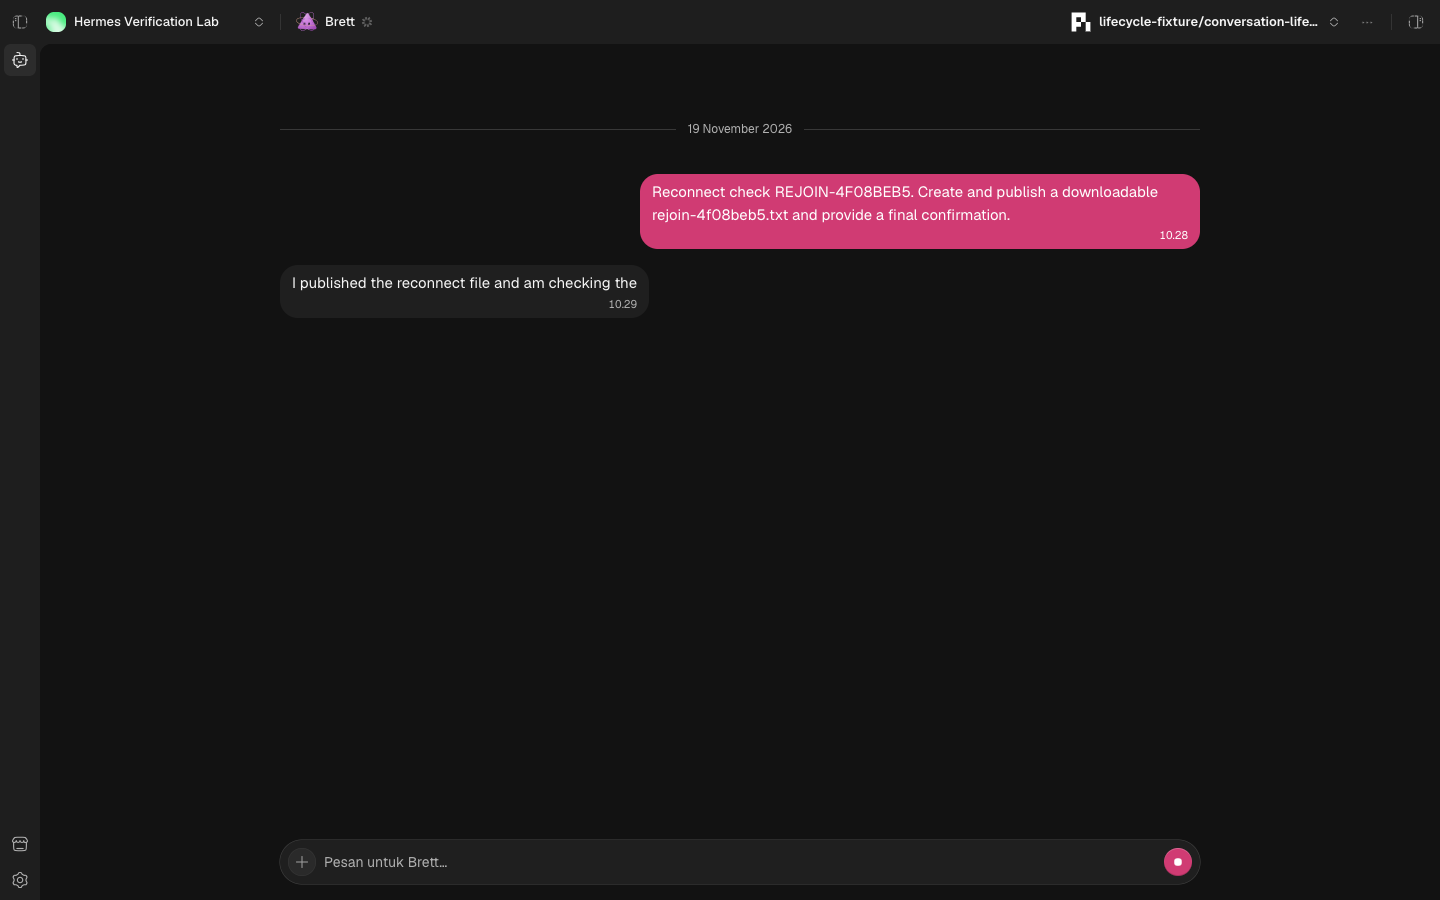 Hermes Verification Lab
Brett
lifecycle-fixture/conversation-life...
19 November 2026
Reconnect check REJOIN-4F08BEB5. Create and publish a downloadable
rejoin-4f08beb5.txt and provide a final confirmation.
10.28
I published the reconnect file and am checking the
10.29
Pesan untuk Brett...